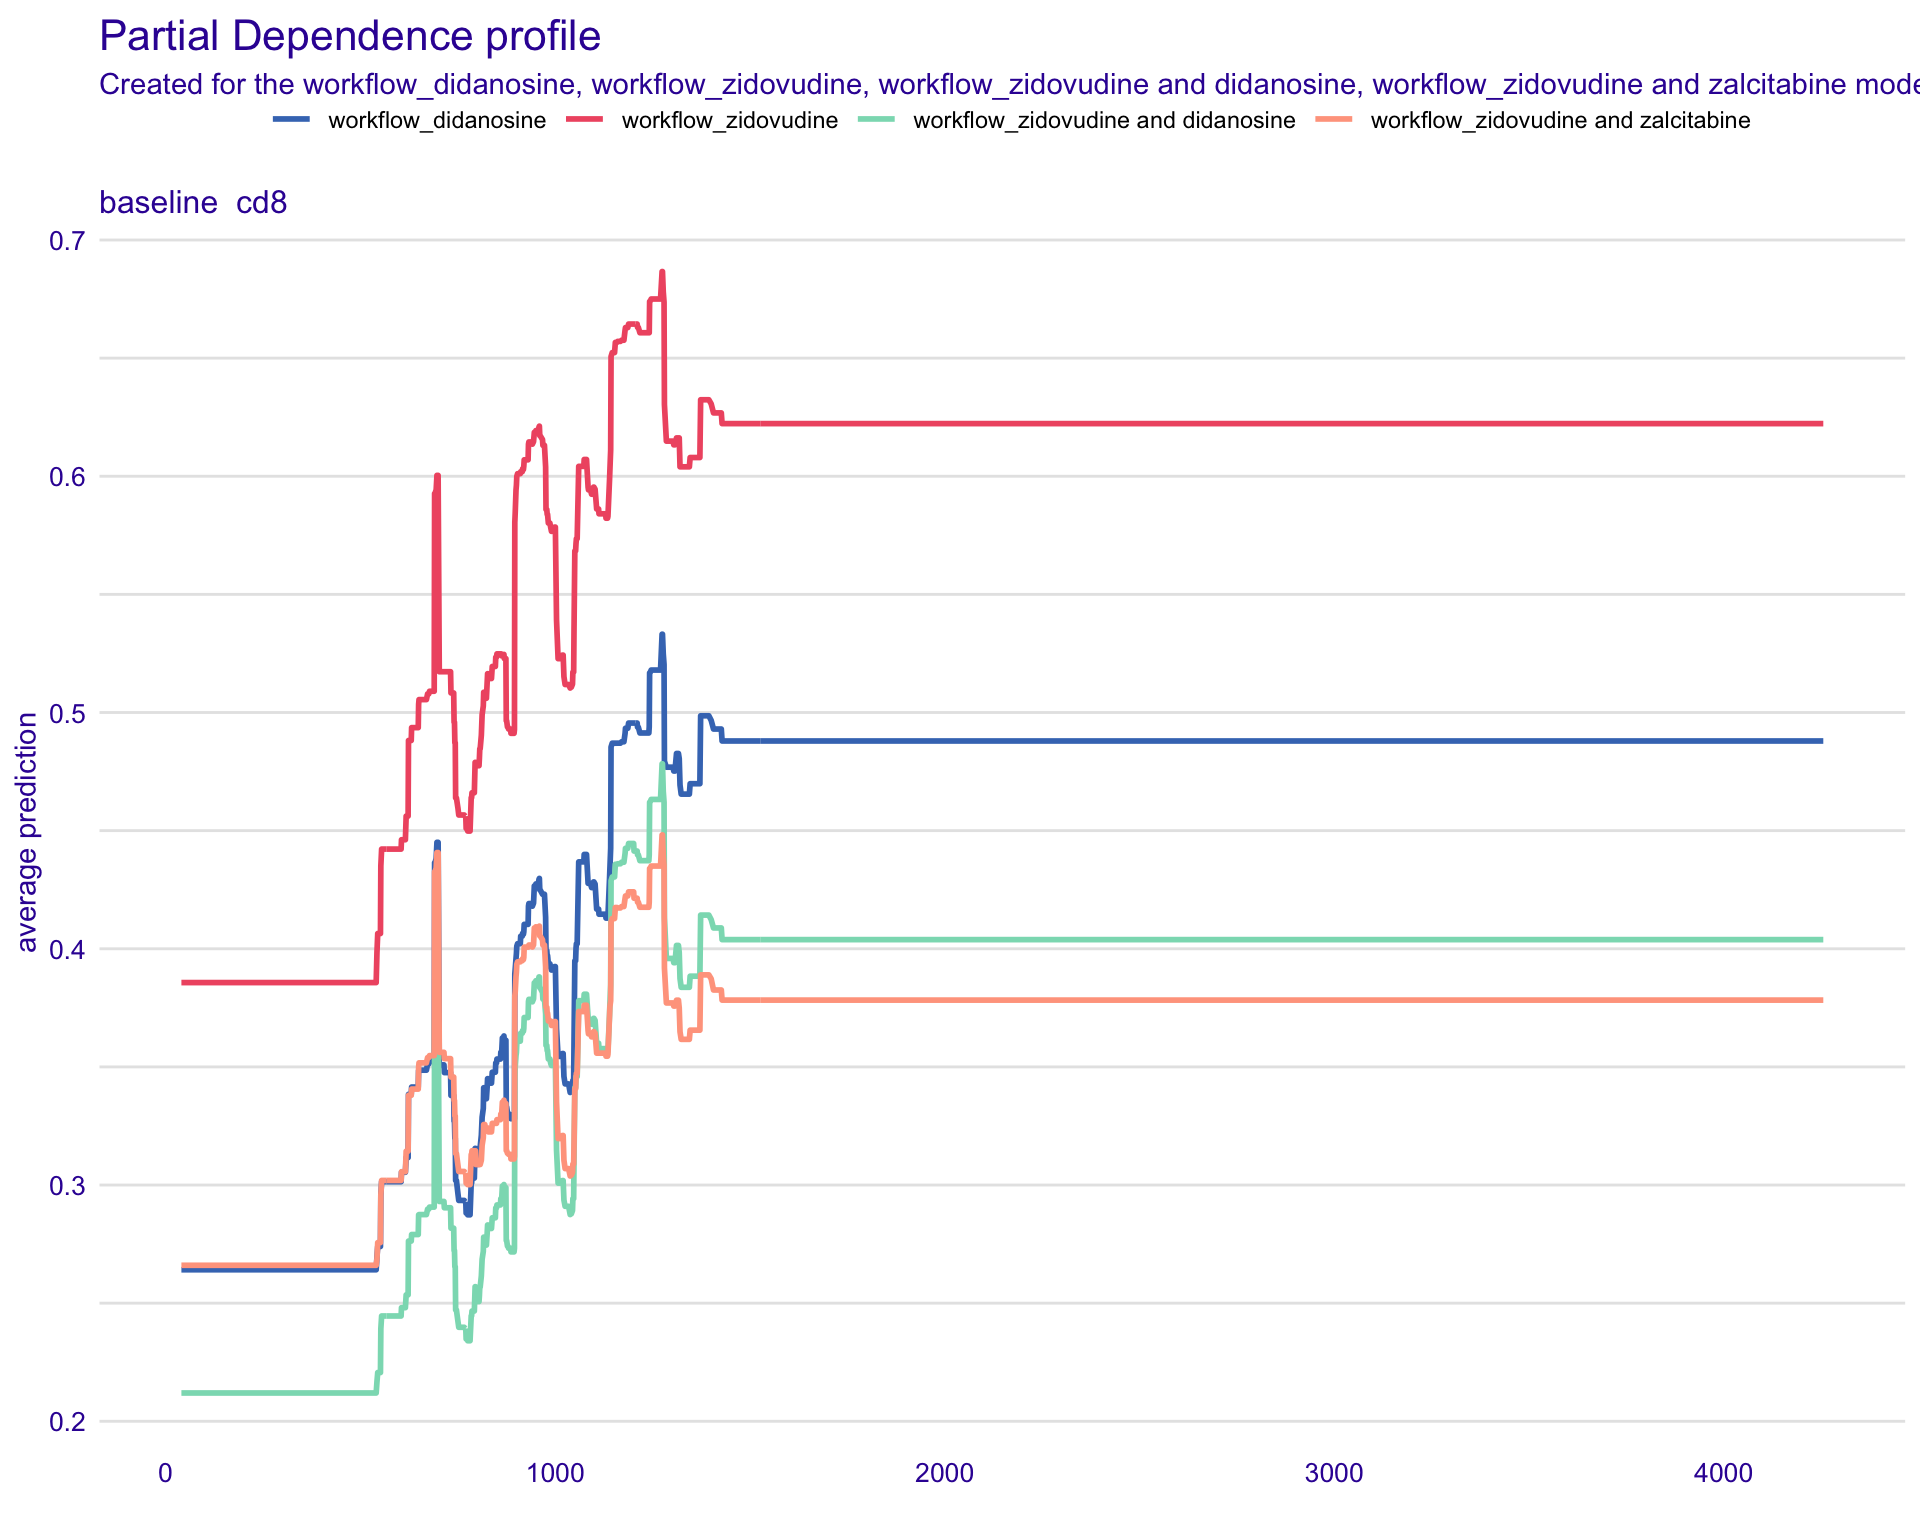 Partial Dependence profile
Created for the workflow_didanosine, workflow_zidovudine, workflow_zidovudine and didanosine, workflow_zidovudine and zalcitabine mode
workflow_didanosine workflow_zidovudine workflow_zidovudine and didanosine workflow_zidovudine and zalcitabine
baseline cd8
0.7
0.6
0.5
0.4
0.3
0.2
average prediction
0 1000 2000 3000 4000